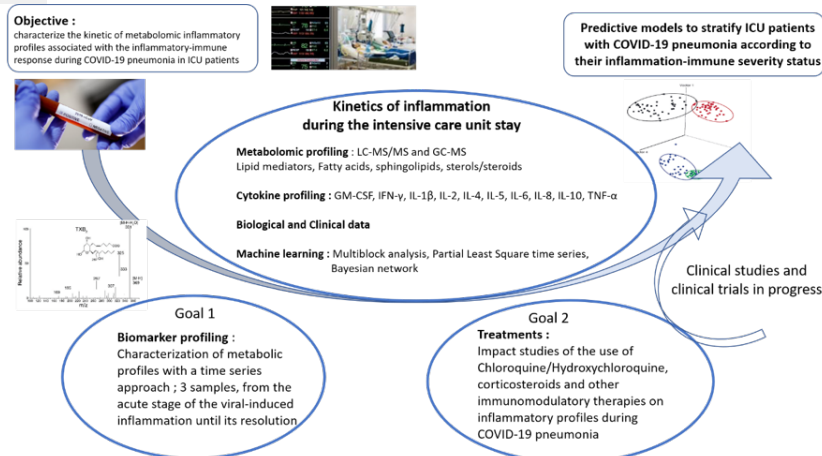 Objective :
characterize the kinetic of metabolomic inflammatory
profiles associated with the inflammatory-immune
response during COVID-19 pneumonia in ICU patients
Predictive models to stratify ICU patients
with COVID-19 pneumonia according to
their inflammation-immune severity status
Kinetics of inflammation
during the intensive care unit stay
Metabolomic profiling : LC-MS/MS and GC-MS
Lipid mediators, Fatty acids, sphingolipids, sterols/steroids
Cytokine profiling : GM-CSF, IFN-γ, IL-1β, IL-2, IL-4, IL-5, IL-6, IL-8, IL-10, TNF-α
Biological and Clinical data
Machine learning : Multiblock analysis, Partial Least Square time series,
Bayesian network
TXB₂
Relative abundance
m/z
Clinical studies and
clinical trials in progress
Goal 1
Biomarker profiling :
Characterization of metabolic
profiles with a time series
approach ; 3 samples, from the
acute stage of the viral-induced
inflammation until its resolution
Goal 2
Treatments :
Impact studies of the use of
Chloroquine/Hydroxychloroquine,
corticosteroids and other
immunomodulatory therapies on
inflammatory profiles during
COVID-19 pneumonia